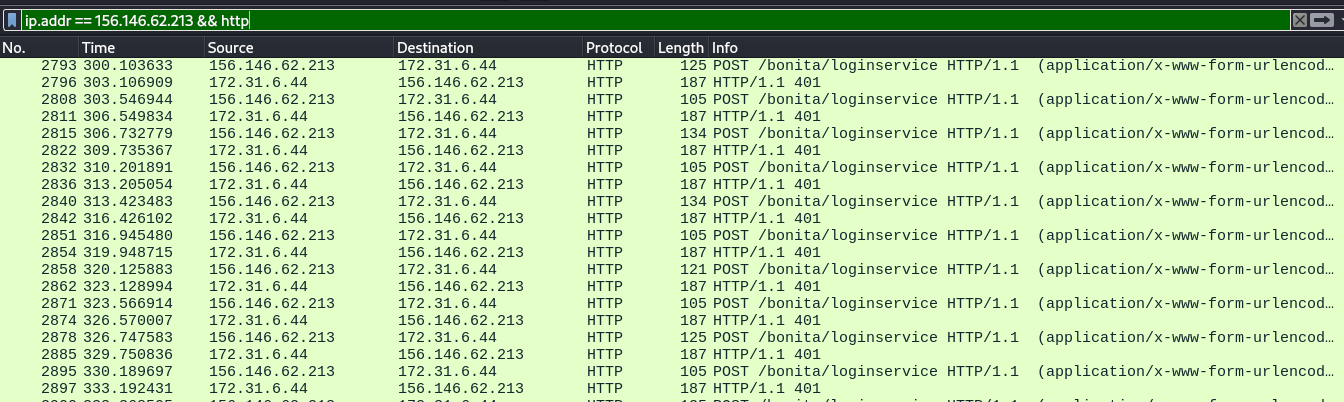 ip.addr == 156.146.62.213 && http
No. Time Source Destination Protocol Length Info
2793 300.103633 156.146.62.213 172.31.6.44 HTTP 125 POST /bonita/loginservice HTTP/1.1 (application/x-www-form-urlencod…
2796 303.106909 172.31.6.44 156.146.62.213 HTTP 187 HTTP/1.1 401
2808 303.546944 156.146.62.213 172.31.6.44 HTTP 105 POST /bonita/loginservice HTTP/1.1 (application/x-www-form-urlencod…
2811 306.549834 172.31.6.44 156.146.62.213 HTTP 187 HTTP/1.1 401
2815 306.732779 156.146.62.213 172.31.6.44 HTTP 134 POST /bonita/loginservice HTTP/1.1 (application/x-www-form-urlencod…
2822 309.735367 172.31.6.44 156.146.62.213 HTTP 187 HTTP/1.1 401
2832 310.201891 156.146.62.213 172.31.6.44 HTTP 105 POST /bonita/loginservice HTTP/1.1 (application/x-www-form-urlencod…
2836 313.205054 172.31.6.44 156.146.62.213 HTTP 187 HTTP/1.1 401
2840 313.423483 156.146.62.213 172.31.6.44 HTTP 134 POST /bonita/loginservice HTTP/1.1 (application/x-www-form-urlencod…
2842 316.426102 172.31.6.44 156.146.62.213 HTTP 187 HTTP/1.1 401
2851 316.945480 156.146.62.213 172.31.6.44 HTTP 105 POST /bonita/loginservice HTTP/1.1 (application/x-www-form-urlencod…
2854 319.948715 172.31.6.44 156.146.62.213 HTTP 187 HTTP/1.1 401
2858 320.125883 156.146.62.213 172.31.6.44 HTTP 121 POST /bonita/loginservice HTTP/1.1 (application/x-www-form-urlencod…
2862 323.128994 172.31.6.44 156.146.62.213 HTTP 187 HTTP/1.1 401
2871 323.566914 156.146.62.213 172.31.6.44 HTTP 105 POST /bonita/loginservice HTTP/1.1 (application/x-www-form-urlencod…
2874 326.570007 172.31.6.44 156.146.62.213 HTTP 187 HTTP/1.1 401
2878 326.747583 156.146.62.213 172.31.6.44 HTTP 125 POST /bonita/loginservice HTTP/1.1 (application/x-www-form-urlencod…
2885 329.750836 172.31.6.44 156.146.62.213 HTTP 187 HTTP/1.1 401
2895 330.189697 156.146.62.213 172.31.6.44 HTTP 105 POST /bonita/loginservice HTTP/1.1 (application/x-www-form-urlencod…
2897 333.192431 172.31.6.44 156.146.62.213 HTTP 187 HTTP/1.1 401